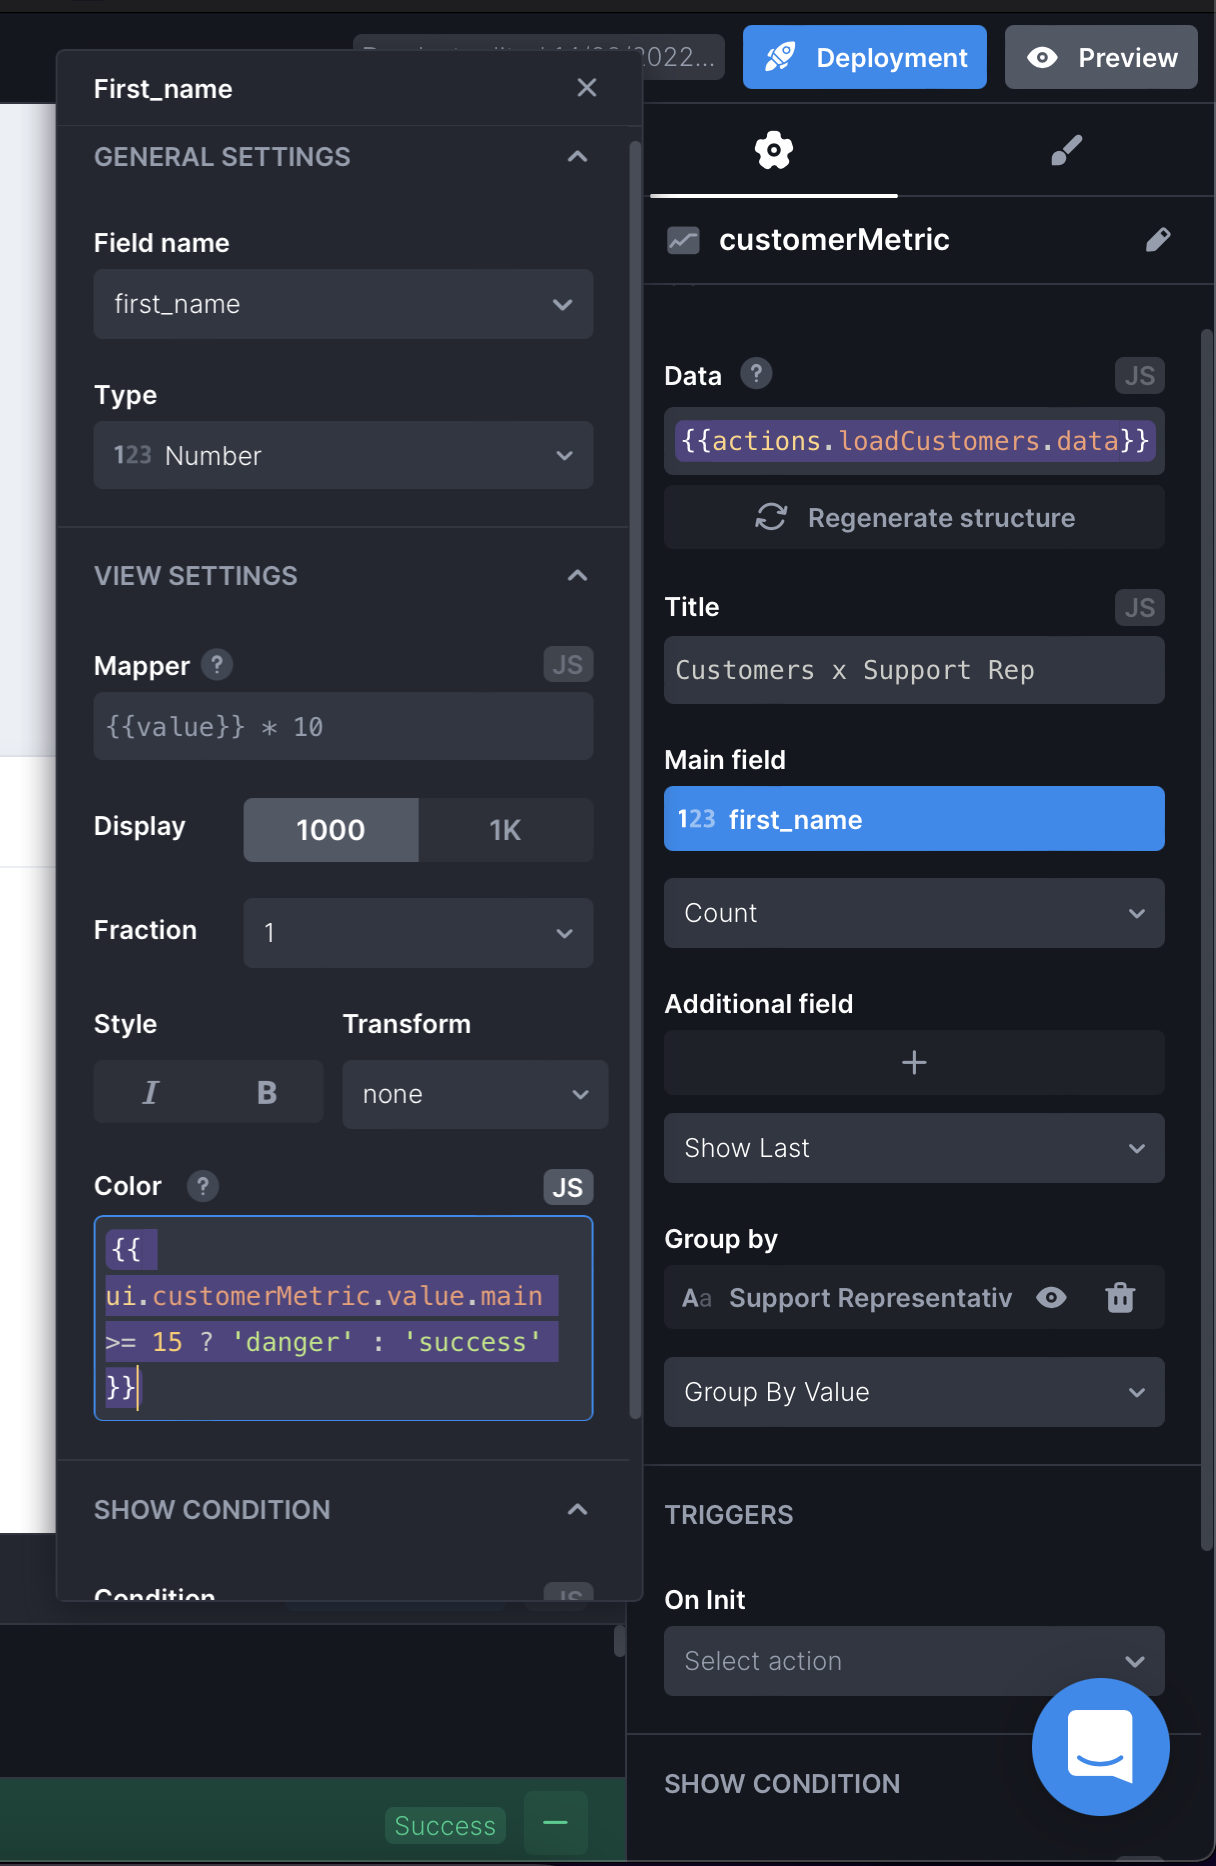 2022...
Deployment
Preview
First_name
GENERAL SETTINGS
Field name
first_name
Type
123 Number
VIEW SETTINGS
Mapper ? JS
{{value}} * 10
Display 1000 1K
Fraction 1
Style Transform
I B none
Color ? JS
{{
ui.customerMetric.value.main
>= 15 ? 'danger' : 'success'
}}
SHOW CONDITION
Condition JS
Success
customerMetric
Data ? JS
{{actions.loadCustomers.data}}
Regenerate structure
Title JS
Customers x Support Rep
Main field
123 first_name
Count
Additional field
+
Show Last
Group by
Aa Support Representativ
Group By Value
TRIGGERS
On Init
Select action
SHOW CONDITION